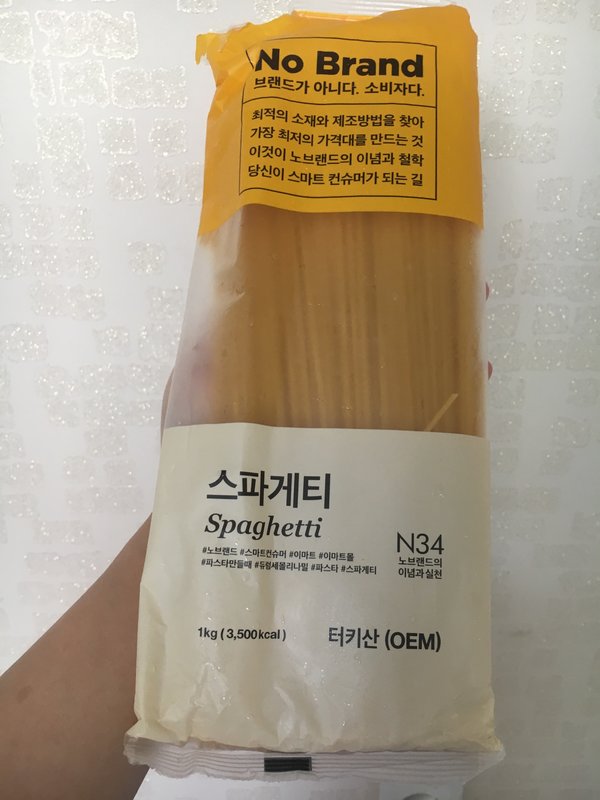 No Brand
브랜드가 아니다. 소비자다.
최적의 소재와 제조방법을 찾아
가장 최저의 가격대를 만드는 것
이것이 노브랜드의 이념과 철학
당신이 스마트 컨슈머가 되는 길
스파게티
Spaghetti
#노브랜드 #스마트컨슈머 #이마트 #이마트몰
#파스타만들때 #듀럼세몰리나밀 #파스타 #스파게티
N34
노브랜드의
이념과 실천
1kg ( 3,500kcal )
터키산 (OEM)